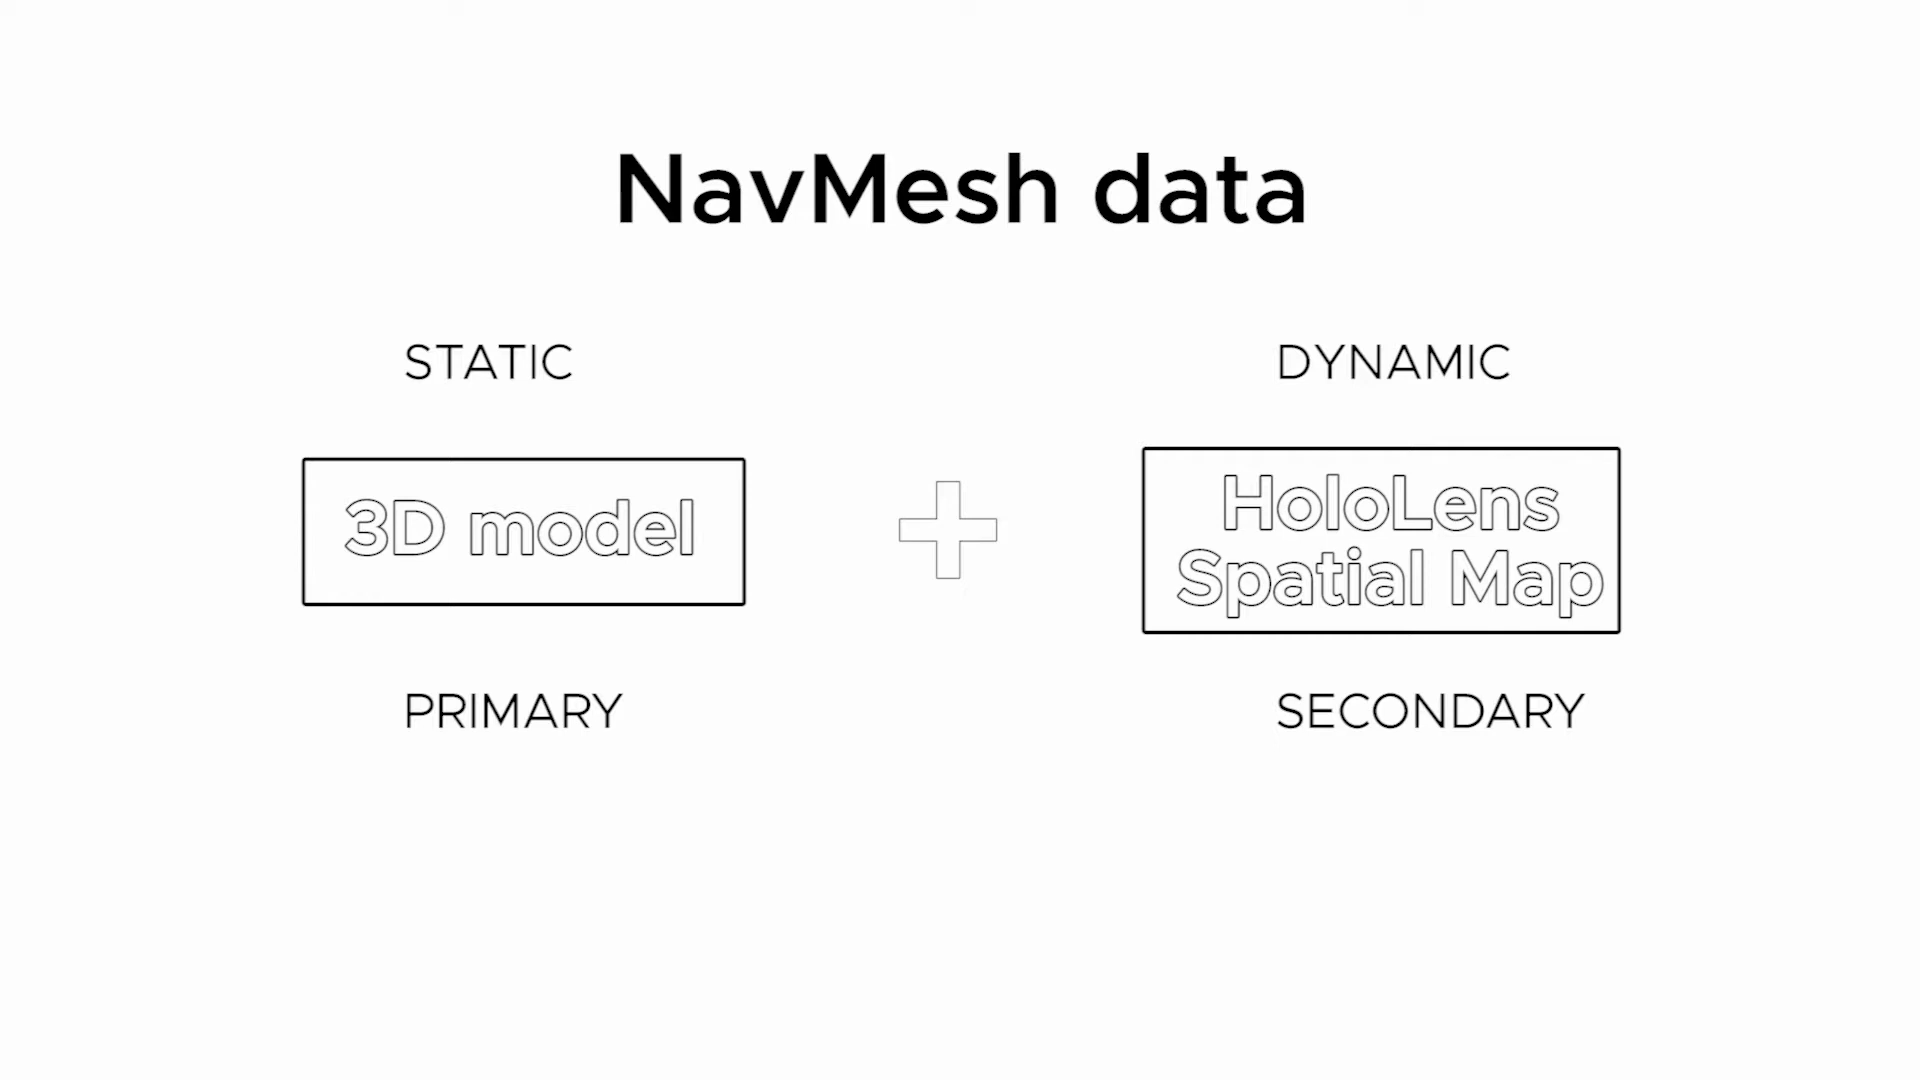 NavMesh data
STATIC
DYNAMIC
3D model
HoloLens
Spatial Map
PRIMARY
SECONDARY